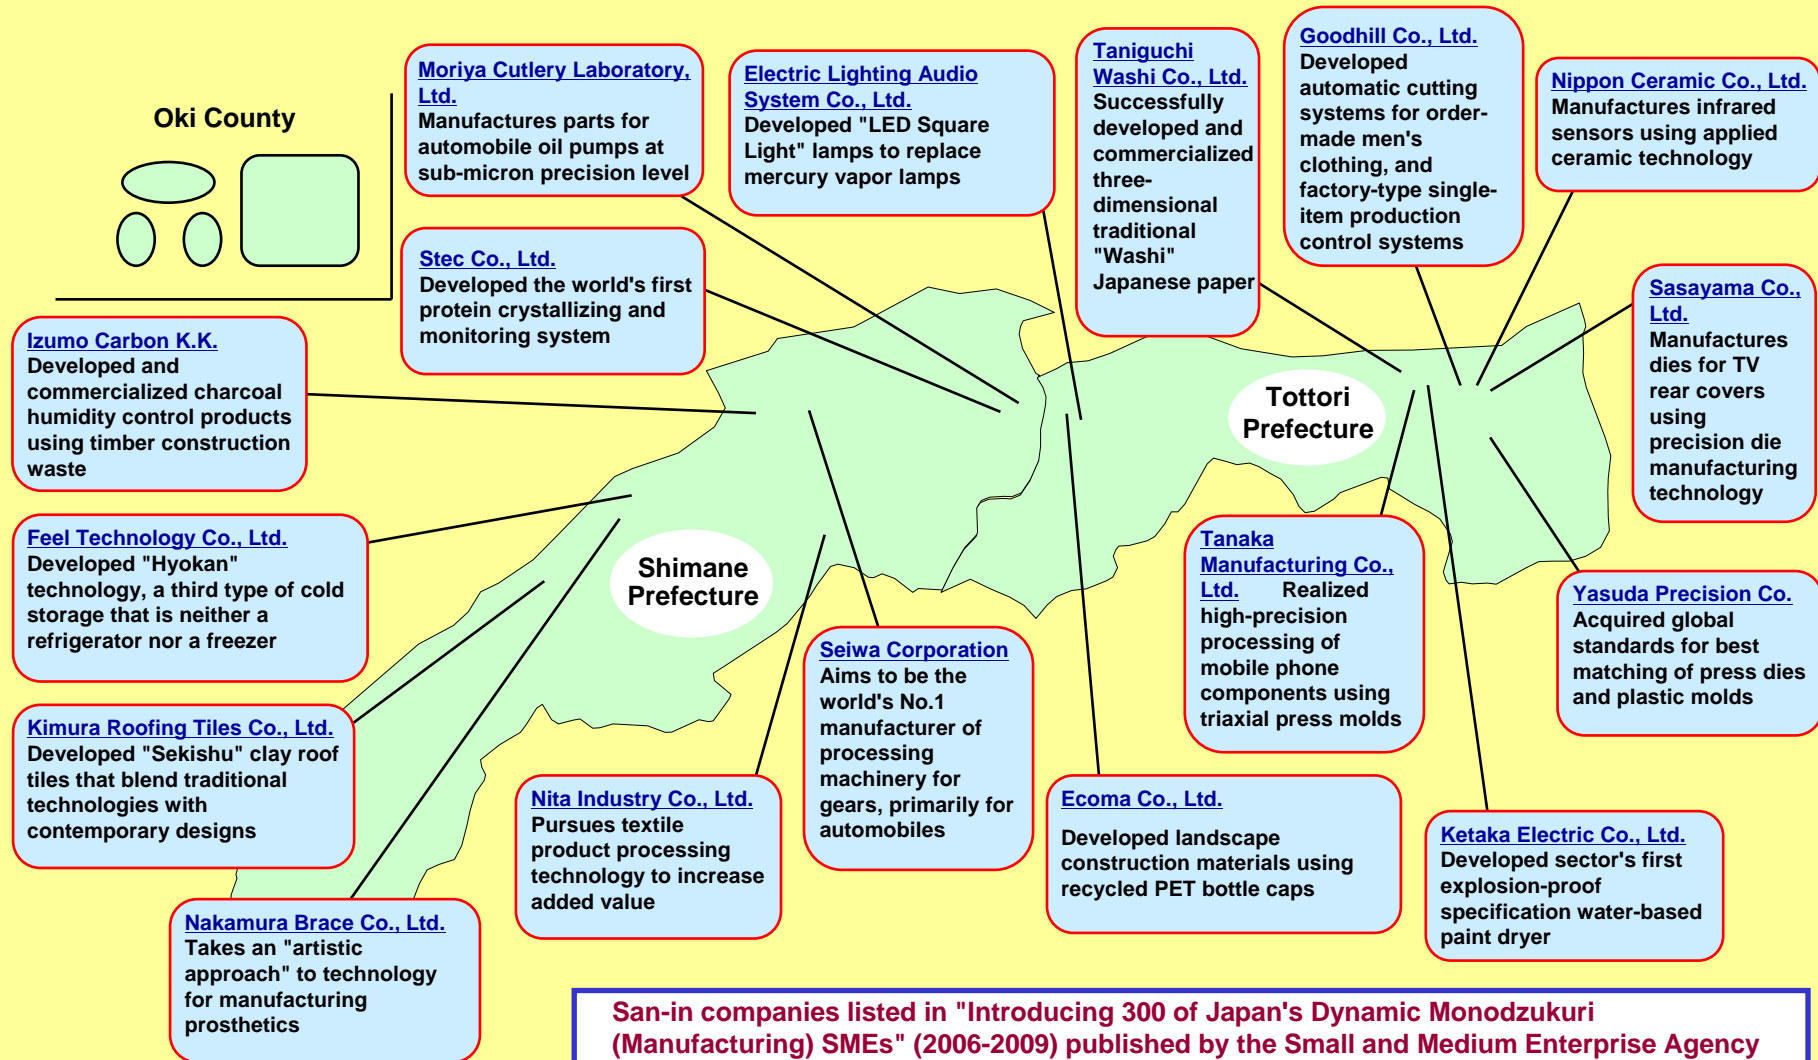 Oki County
Moriya Cutlery Laboratory,
Ltd.
Manufactures parts for
automobile oil pumps at
sub-micron precision level
Electric Lighting Audio
System Co., Ltd.
Developed "LED Square
Light" lamps to replace
mercury vapor lamps
Taniguchi
Washi Co., Ltd.
Successfully
developed and
commercialized
three-
dimensional
traditional
"Washi"
Japanese paper
Goodhill Co., Ltd.
Developed
automatic cutting
systems for order-
made men's
clothing, and
factory-type single-
item production
control systems
Nippon Ceramic Co., Ltd.
Manufactures infrared
sensors using applied
ceramic technology
Stec Co., Ltd.
Developed the world's first
protein crystallizing and
monitoring system
Sasayama Co.,
Ltd.
Manufactures
dies for TV
rear covers
using
precision die
manufacturing
technology
Izumo Carbon K.K.
Developed and
commercialized charcoal
humidity control products
using timber construction
waste
Tottori
Prefecture
Feel Technology Co., Ltd.
Developed "Hyokan"
technology, a third type of cold
storage that is neither a
refrigerator nor a freezer
Shimane
Prefecture
Tanaka
Manufacturing Co.,
Ltd. Realized
high-precision
processing of
mobile phone
components using
triaxial press molds
Yasuda Precision Co.
Acquired global
standards for best
matching of press dies
and plastic molds
Seiwa Corporation
Aims to be the
world's No.1
manufacturer of
processing
machinery for
gears, primarily for
automobiles
Kimura Roofing Tiles Co., Ltd.
Developed "Sekishu" clay roof
tiles that blend traditional
technologies with
contemporary designs
Nita Industry Co., Ltd.
Pursues textile
product processing
technology to increase
added value
Ecoma Co., Ltd.
Developed landscape
construction materials using
recycled PET bottle caps
Ketaka Electric Co., Ltd.
Developed sector's first
explosion-proof
specification water-based
paint dryer
Nakamura Brace Co., Ltd.
Takes an "artistic
approach" to technology
for manufacturing
prosthetics
San-in companies listed in "Introducing 300 of Japan's Dynamic Monodzukuri
(Manufacturing) SMEs" (2006-2009) published by the Small and Medium Enterprise Agency